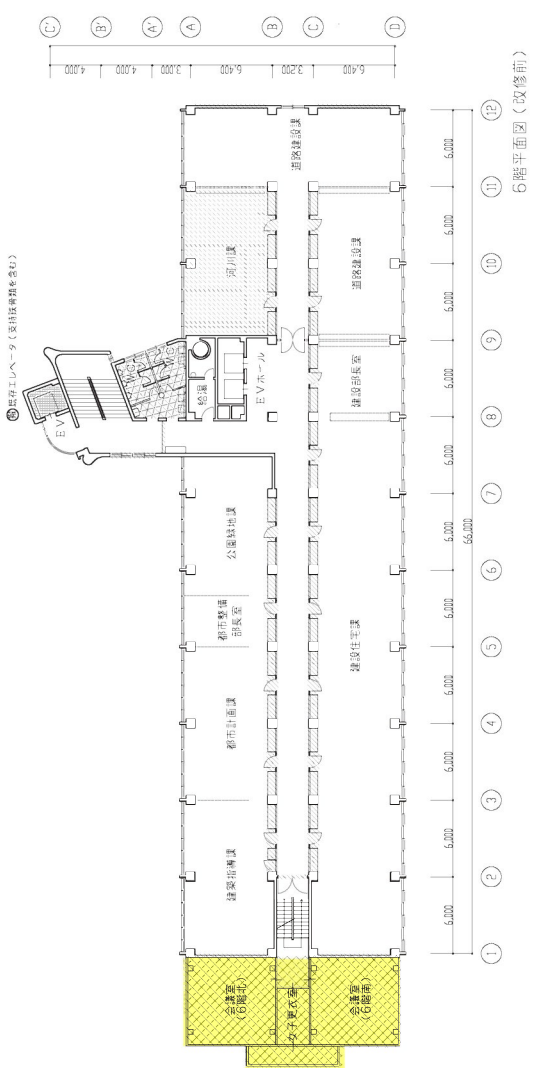 6階平面図（改修前）
C' B' A' A B C D
4,000 4,000 3,000 6,400 3,200 6,400
既存エレベータ（支持鉄骨類を含む）
EV
WC
WC
給湯
EVホール
建築指導課
都市計画課
都市整備
部長室
公園緑地課
河川課
道路建設課
建設住宅課
建設部長室
道路建設課
会議室
（6階北）
女子更衣室
会議室
（6階南）
6,000 6,000 6,000 6,000 6,000 6,000 6,000 6,000 6,000 6,000 6,000
66,000
1 2 3 4 5 6 7 8 9 10 11 12